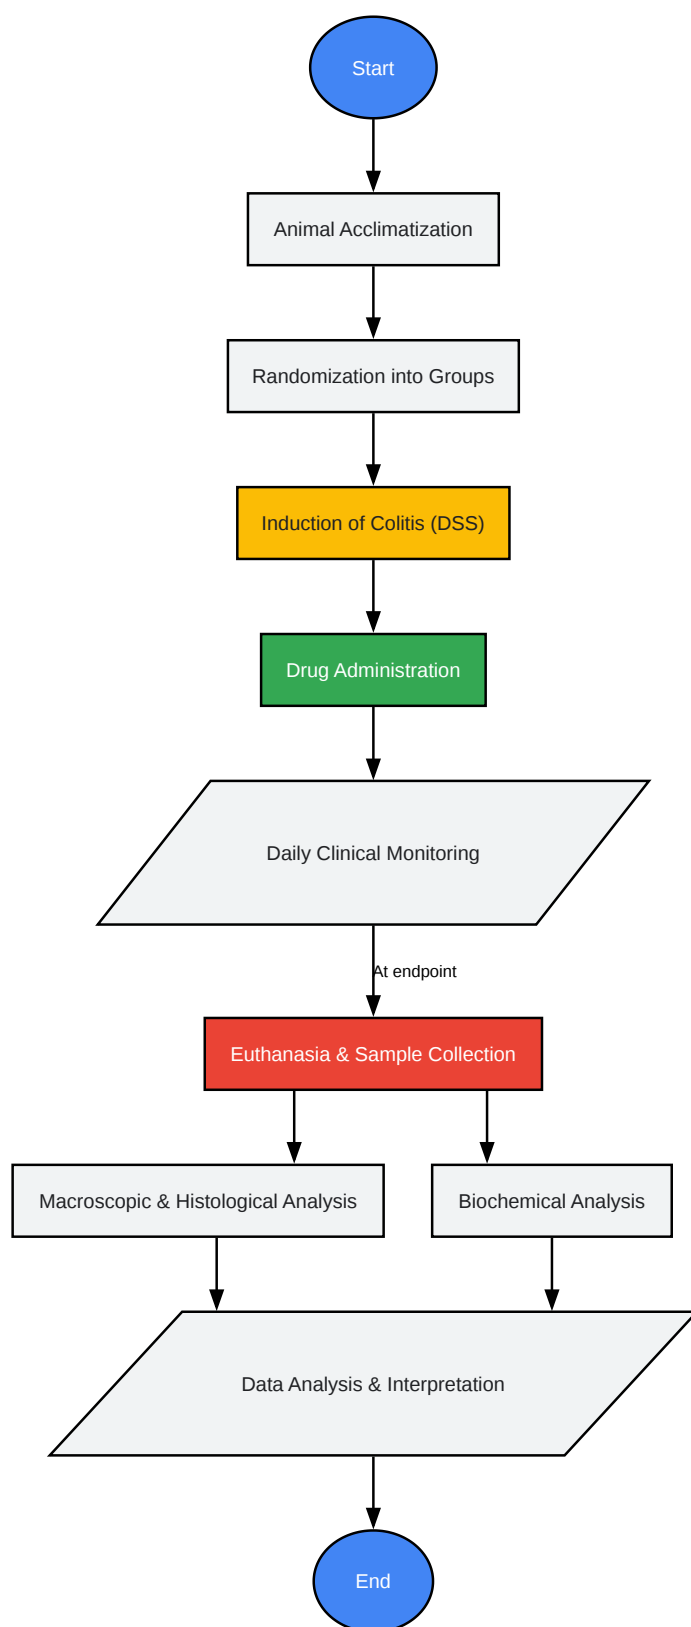 Start
Animal Acclimatization
Randomization into Groups
Induction of Colitis (DSS)
Drug Administration
Daily Clinical Monitoring
At endpoint
Euthanasia & Sample Collection
Macroscopic & Histological Analysis
Biochemical Analysis
Data Analysis & Interpretation
End